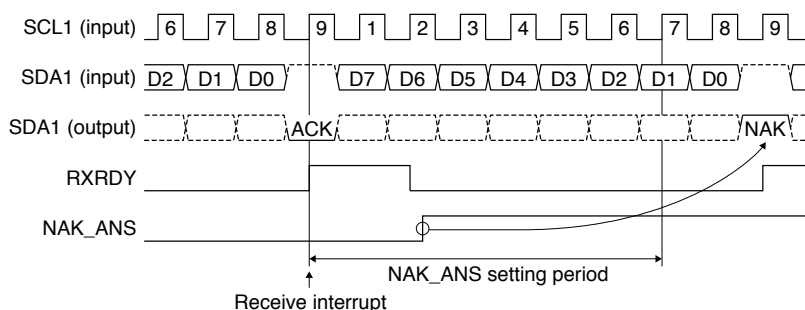 SCL1 (input) 6 7 8 9 1 2 3 4 5 6 7 8 9
SDA1 (input) D2 D1 D0 D7 D6 D5 D4 D3 D2 D1 D0
SDA1 (output) ACK NAK
RXRDY
NAK_ANS
NAK_ANS setting period
Receive interrupt